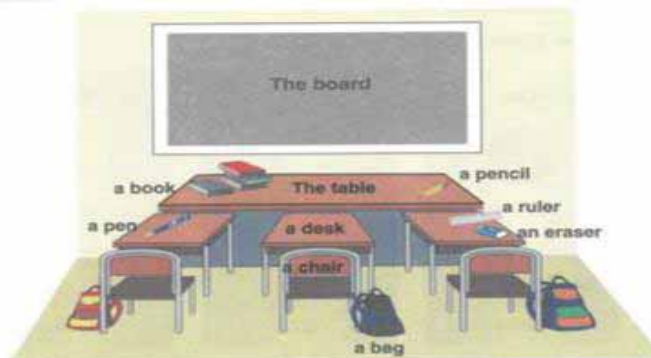 The board
a pencil
a book
The table
a ruler
a pen
a desk
an eraser
a chair
a bag